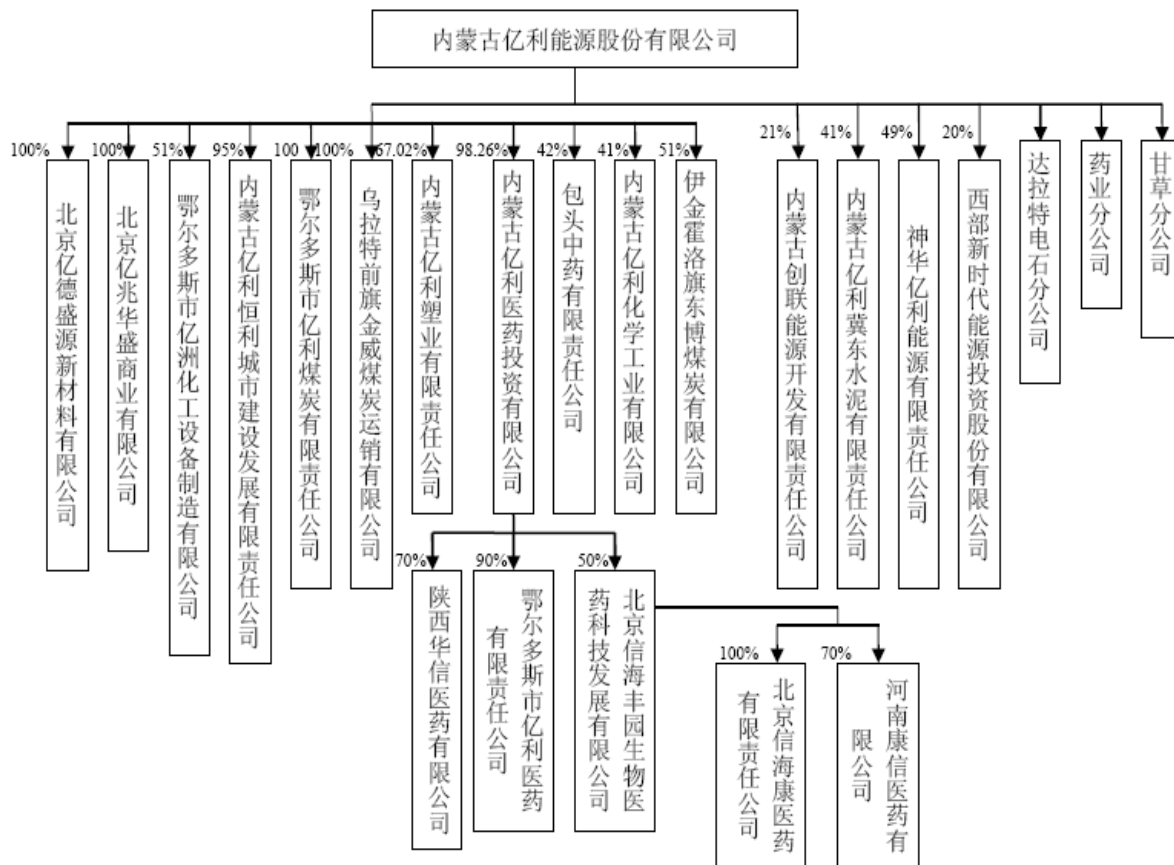 内蒙古亿利能源股份有限公司
100%
北京亿德盛源新材料有限公司
100%
北京亿兆华盛商业有限公司
51%
鄂尔多斯市亿洲化工设备制造有限公司
95%
内蒙古亿利恒利城市建设发展有限责任公司
100
鄂尔多斯市亿利煤炭有限责任公司
100%
乌拉特前旗金威煤炭运销有限公司
67.02%
内蒙古亿利塑业有限责任公司
98.26%
内蒙古亿利医药投资有限公司
42%
包头中药有限责任公司
41%
内蒙古亿利化学工业有限公司
51%
伊金霍洛旗东博煤炭有限公司
21%
内蒙古创联能源开发有限责任公司
41%
内蒙古亿利冀东水泥有限责任公司
49%
神华亿利能源有限责任公司
20%
西部新时代能源投资股份有限公司
达拉特电石分公司
药业分公司
甘草分公司
70%
陕西华信医药有限公司
90%
鄂尔多斯市亿利医药
有限责任公司
50%
北京信海丰园生物医
药科技发展有限公司
100%
北京信海康医药
有限责任公司
70%
河南康信医药有
限公司